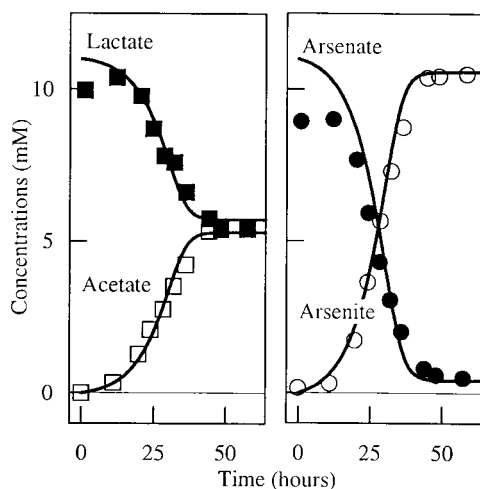 Lactate
Arsenate
10
5
0
Acetate
Arsenite
Concentrations (mM)
0 25 50
0 25 50
Time (hours)